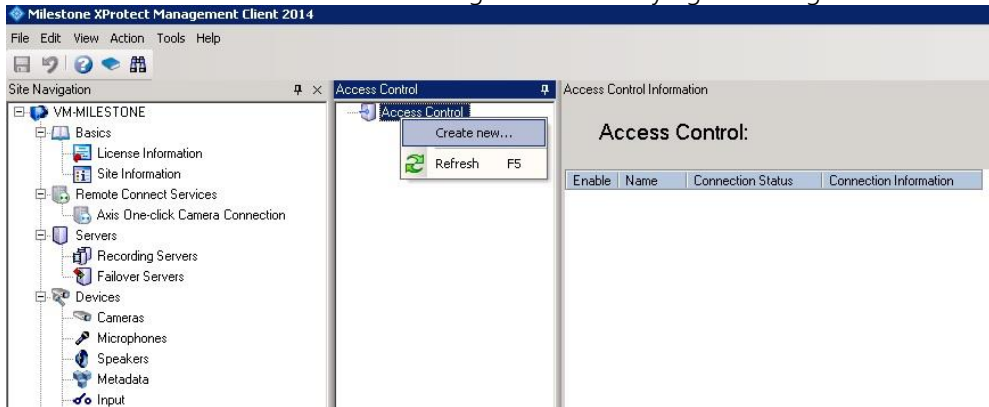 Milestone XProtect Management Client 2014
File Edit View Action Tools Help
Site Navigation
VM-MILESTONE
Basics
License Information
Site Information
Remote Connect Services
Axis One-click Camera Connection
Servers
Recording Servers
Failover Servers
Devices
Cameras
Microphones
Speakers
Metadata
Input
Access Control
Access Control
Create new...
Refresh F5
Access Control Information
Access Control:
Enable Name Connection Status Connection Information